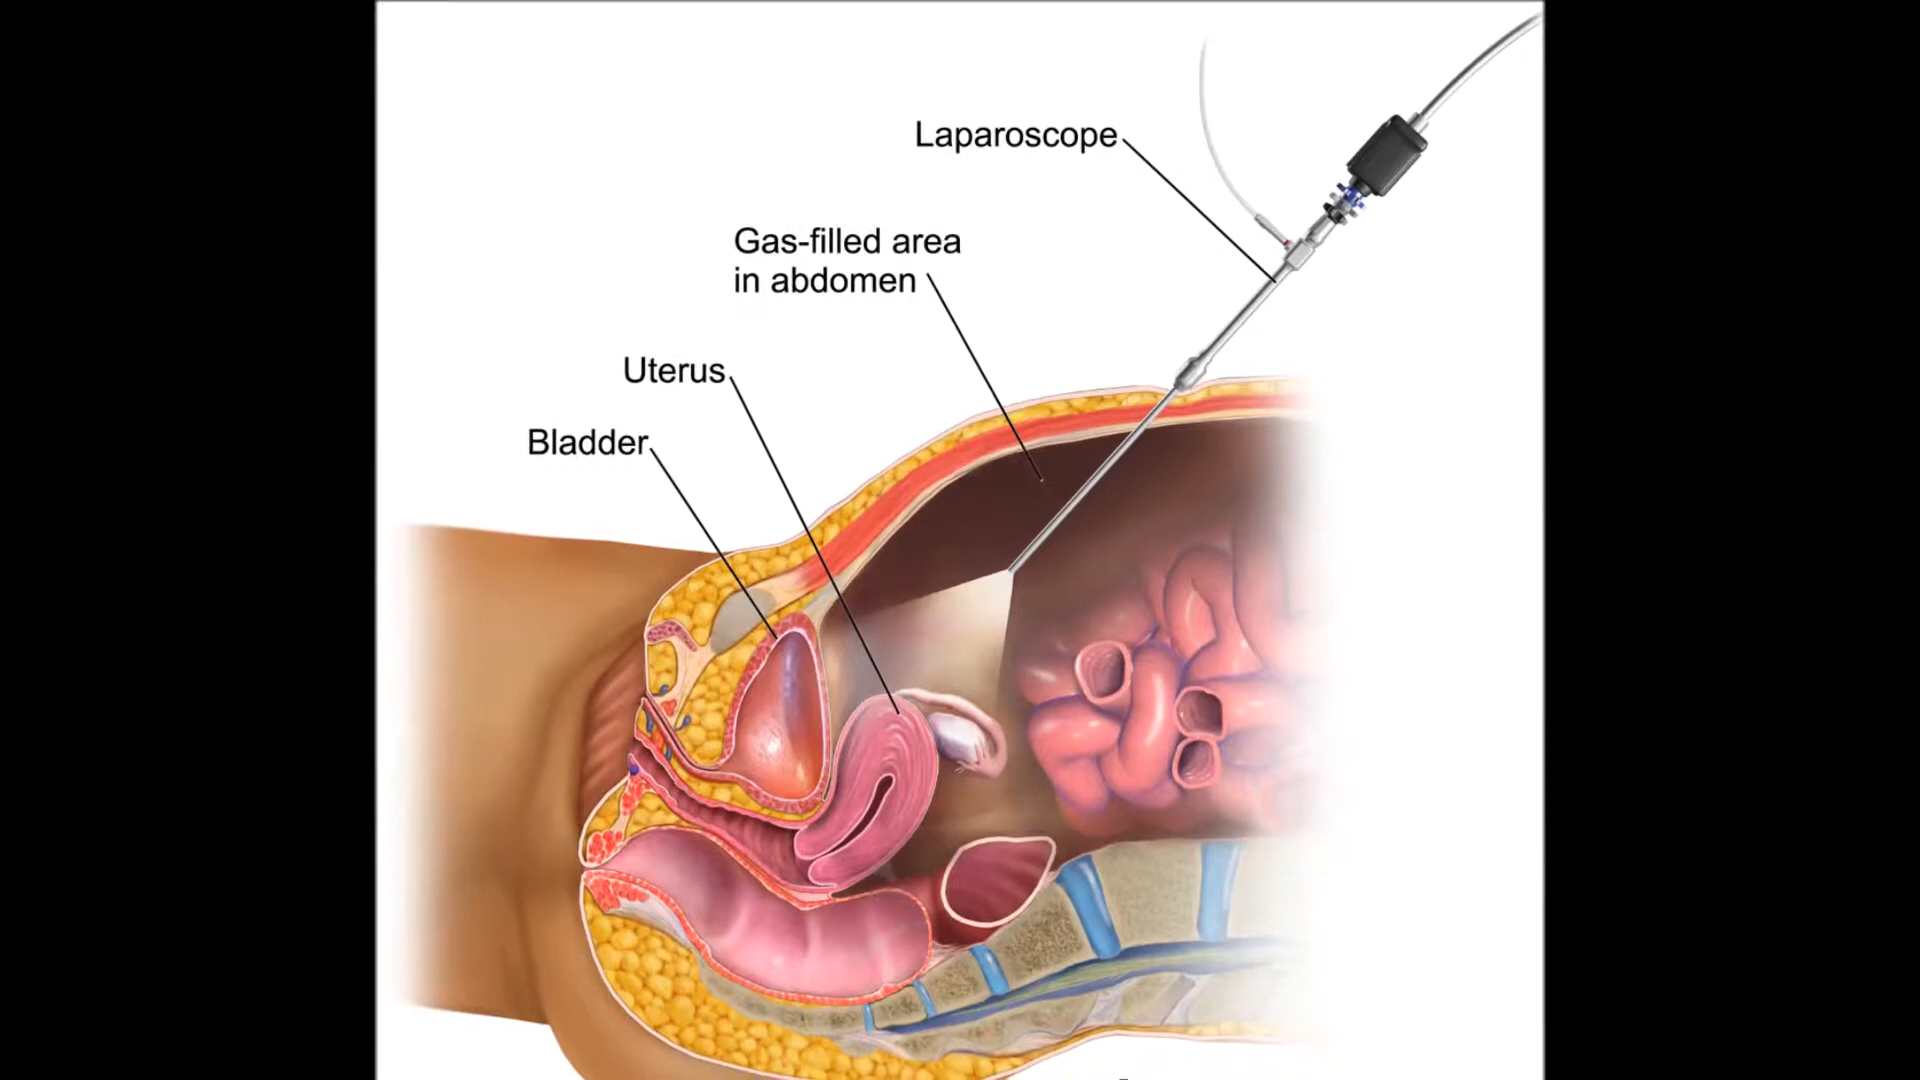 Laparoscope
Gas-filled area
in abdomen
Uterus
Bladder